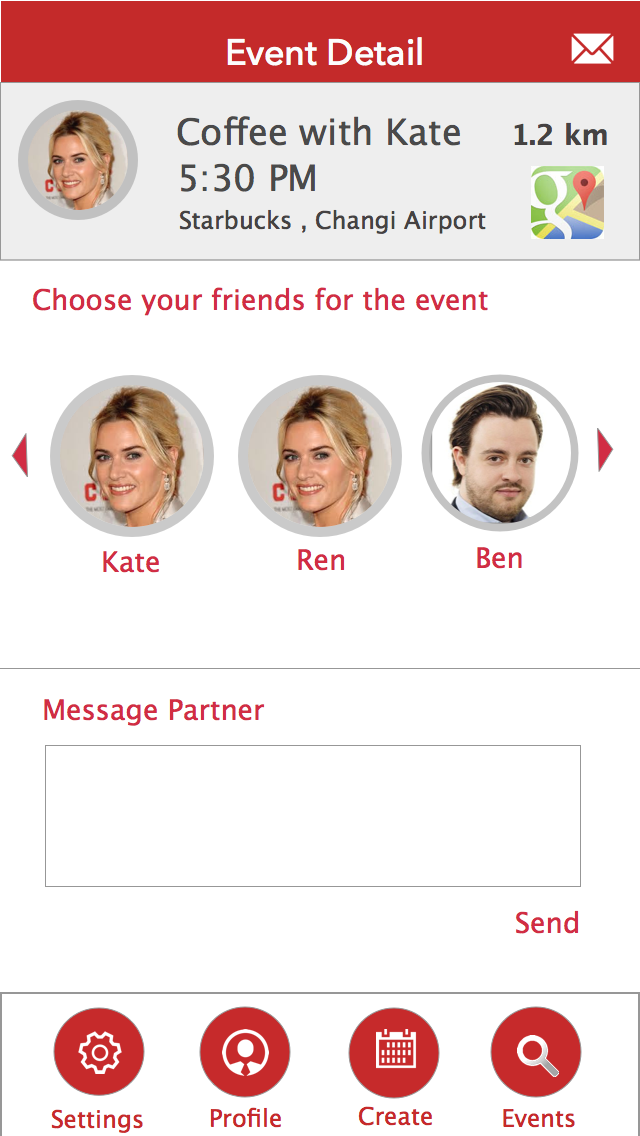 Event Detail
Coffee with Kate
1.2 km
5:30 PM
Starbucks , Changi Airport
g
Choose your friends for the event
Kate
Ren
Ben
Message Partner
Send
Settings
Profile
Create
Events